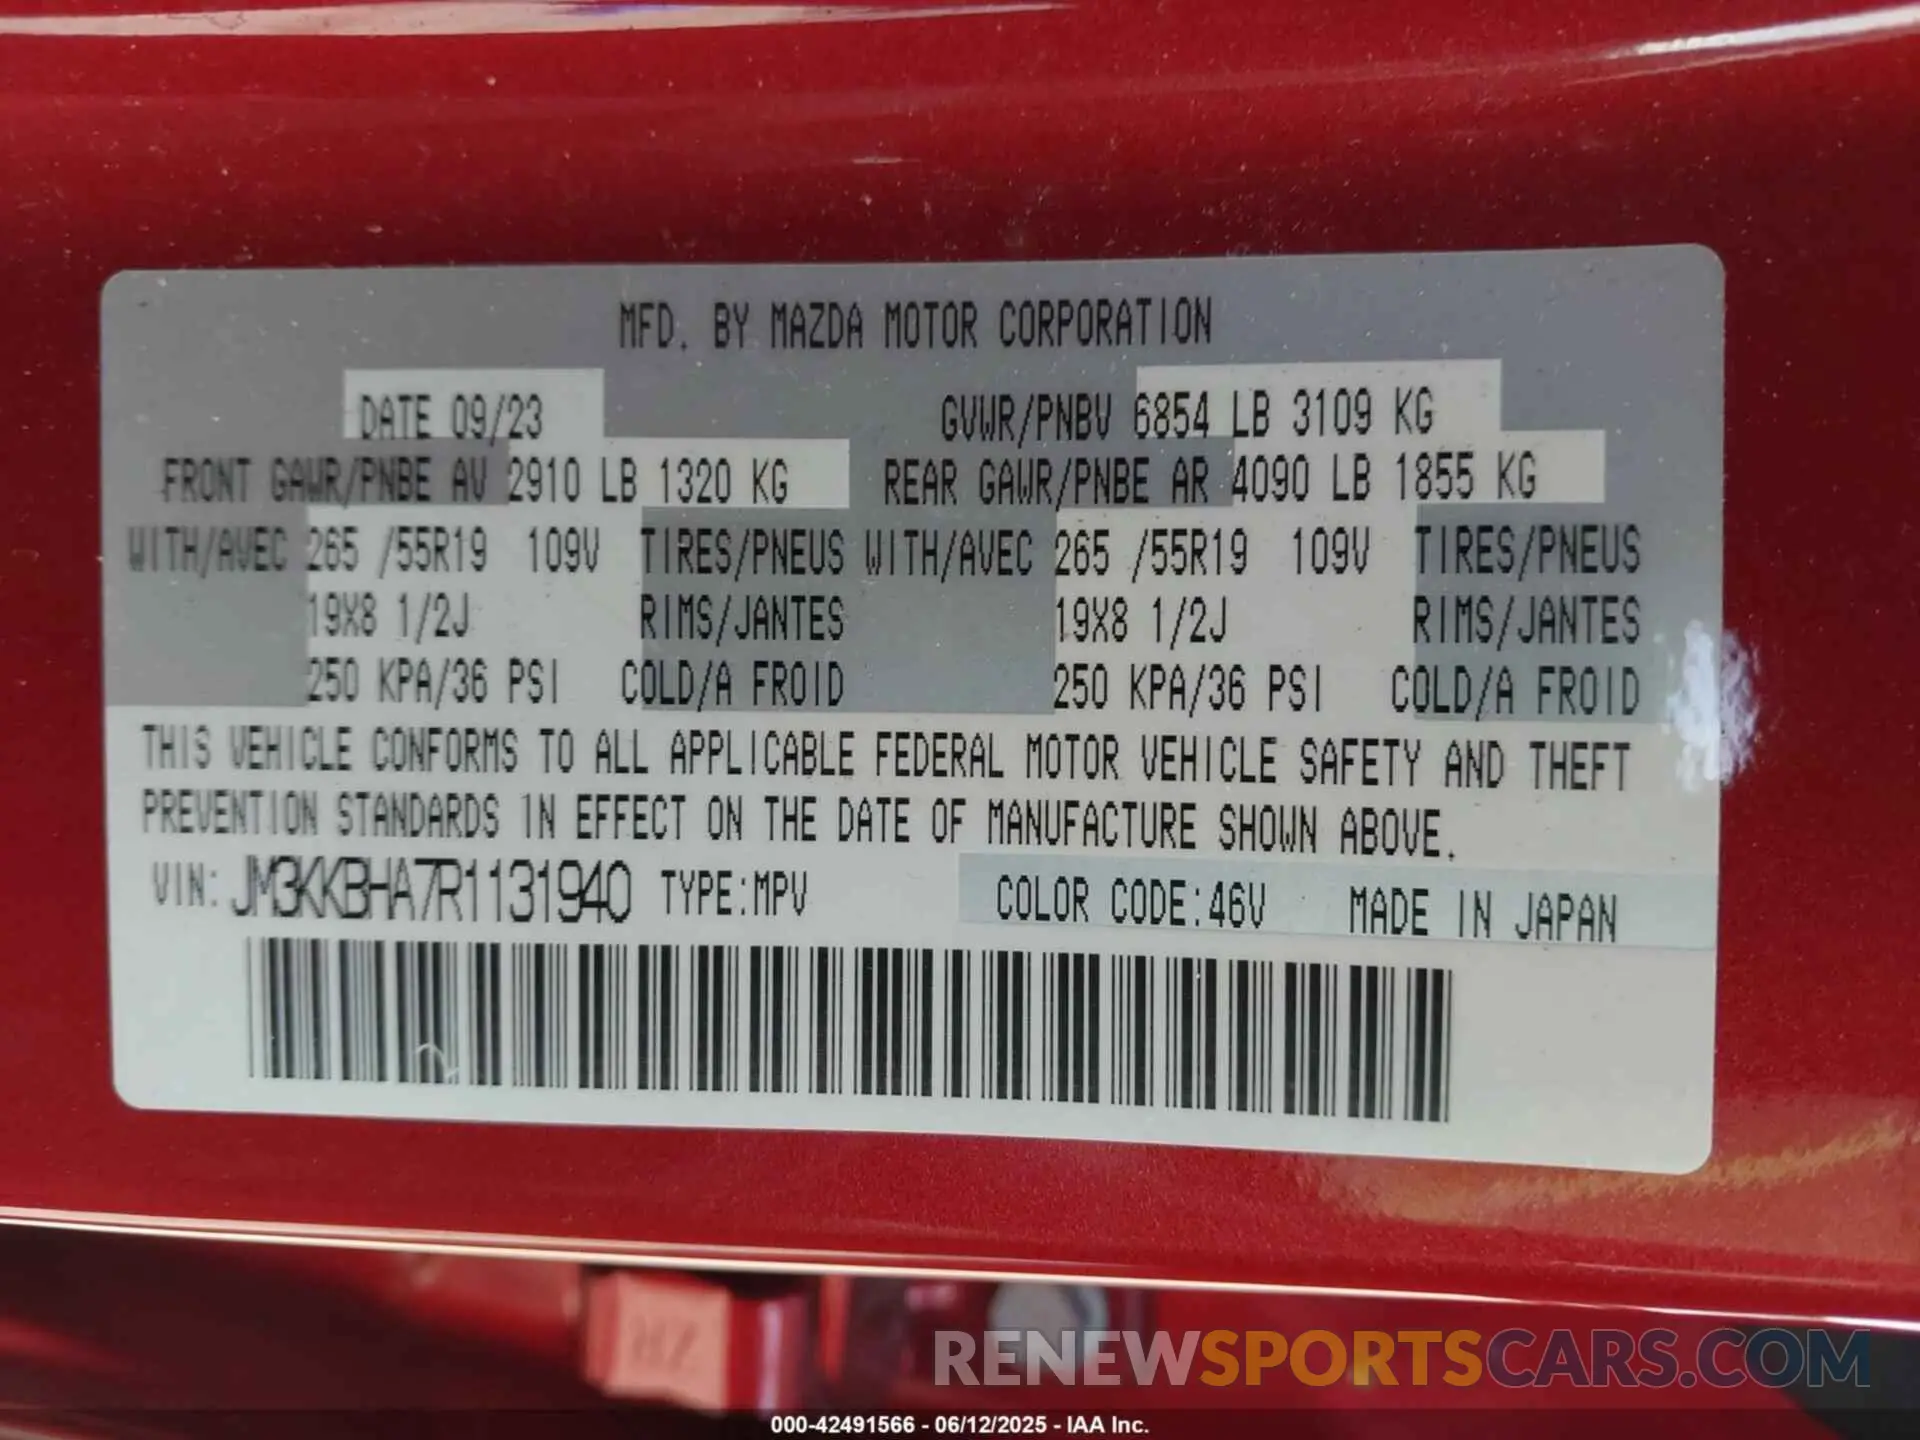 MFD. BY MAZDA MOTOR CORPORATION
DATE 09/23 GVWR/PNBV 6854 LB 3109 KG
FRONT GAWR/PNBE AV 2910 LB 1320 KG REAR GAWR/PNBE AR 4090 LB 1855 KG
WITH/AVEC 265 /55R19 109V TIRES/PNEUS WITH/AVEC 265 /55R19 109V TIRES/PNEUS
19X8 1/2J RIMS/JANTES 19X8 1/2J RIMS/JANTES
250 KPA/36 PSI COLD/A FROID 250 KPA/36 PSI COLD/A FROID
THIS VEHICLE CONFORMS TO ALL APPLICABLE FEDERAL MOTOR VEHICLE SAFETY AND THEFT
PREVENTION STANDARDS IN EFFECT ON THE DATE OF MANUFACTURE SHOWN ABOVE.
VIN: JM3KKBHA7R1131940 TYPE:MPV COLOR CODE:46V MADE IN JAPAN
RENEWSPORTSCARS.COM
000-42491566 - 06/12/2025 - IAA Inc.